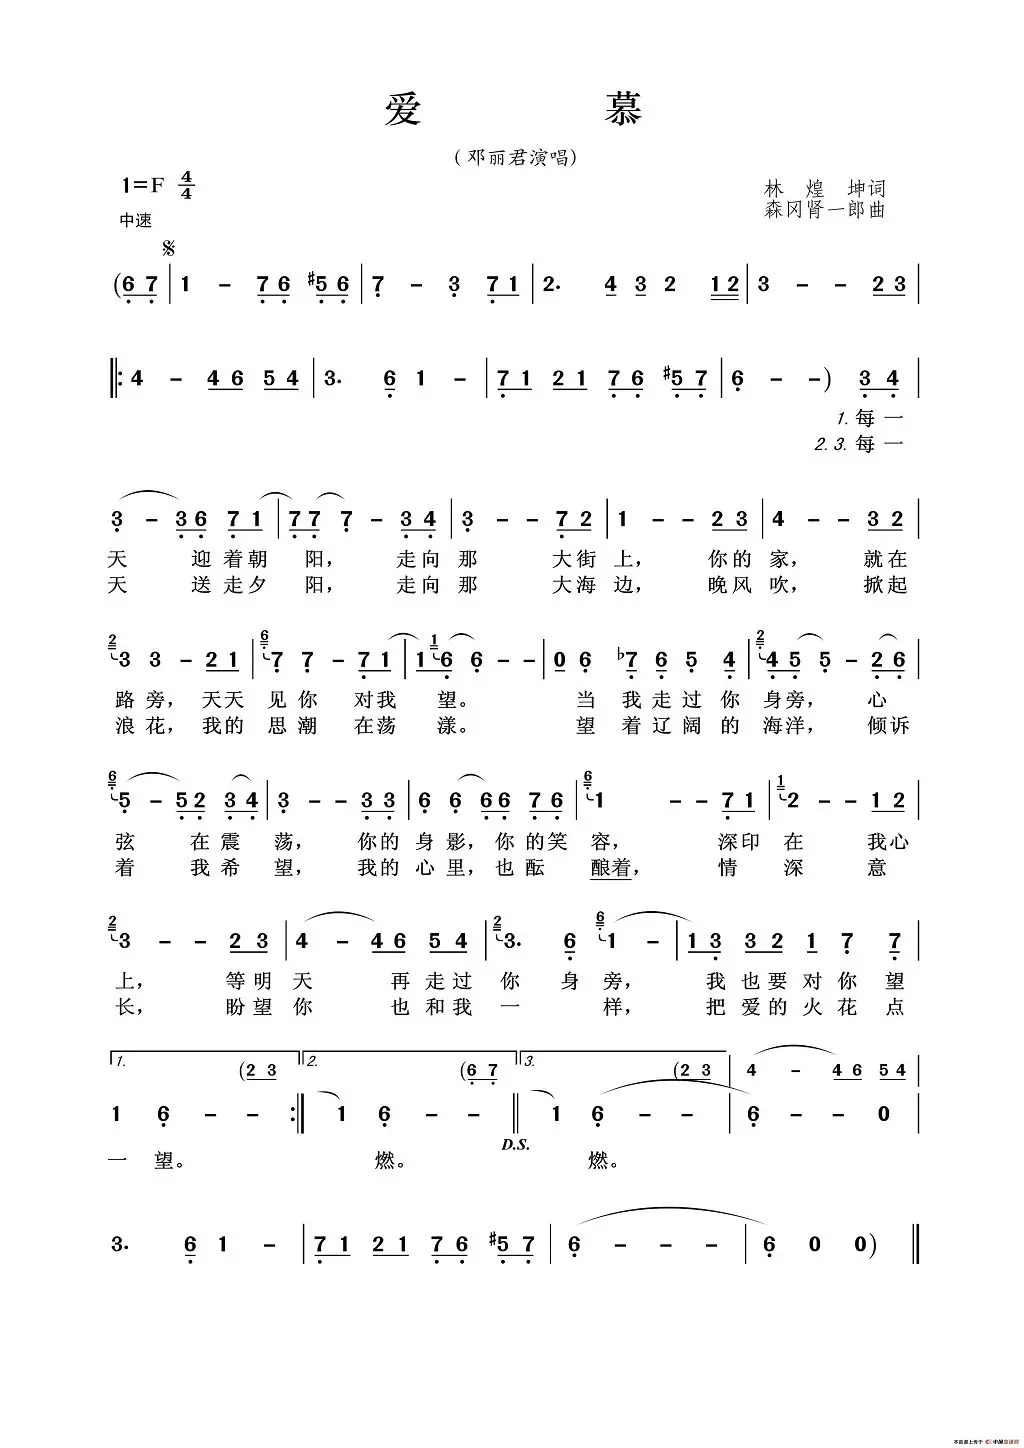 爱 慕
(邓丽君演唱)
1=F 4/4
林 煌 坤词
中速
森冈肾一郎曲
(6 7 | 1 - 7 6 #5 6 | 7 - 3 7 1 | 2. 4 3 2 1 2 | 3 - - 2 3 |
|: 4 - 4 6 5 4 | 3. 6 1 - | 7 1 2 1 7 6 #5 7 | 6 - -) 3 4 |
1. 每 一
2. 3. 每 一
3 - 3 6 7 1 | 7 7 7 - 3 4 | 3 - - 7 2 | 1 - - 2 3 | 4 - - 3 2 |
天 迎 着 朝 阳， 走向 那 大街 上， 你的 家， 就在
天 送 走 夕 阳， 走向 那 大海 边， 晚风 吹， 掀起
2 3 3 - 2 1 | 6 7 7 - 7 1 | 1 1 6 6 - - | 0 6 ♭7 6 5 4 | 2 4 5 5 - 2 6 |
路 旁， 天天 见 你 对我 望。 当 我 走 过 你 身 旁， 心
浪 花， 我的 思 潮 在荡 漾。 望 着 辽 阔 的 海 洋， 倾诉
6 5 - 5 2 3 4 | 3 - - 3 3 | 6 6 6 6 7 6 | 6 1 - - 7 1 | 1 2 - - 1 2 |
弦 在 震 荡， 你的 身 影， 你 的 笑 容， 深印 在 我心
着 我 希 望， 我的 心 里， 也 酝 酿着， 情 深 意
2 3 - - 2 3 | 4 - 4 6 5 4 | 2 3. 6 | 6 1 - | 1 3 3 2 1 7 7 |
上， 等明 天 再 走过 你 身 旁， 我 也 要 对 你 望
长， 盼望 你 也 和我 一 样， 把 爱 的 火 花 点
1. (2 3 2. (6 7 3. (2 3 | 4 - 4 6 5 4 |
1 6 - - :| 1 6 - - || 1 6 - - | 6 - - 0 |
D.S.
一 望。 燃。 燃。
3. 6 1 - | 7 1 2 1 7 6 #5 7 | 6 - - - | 6 0 0) ||